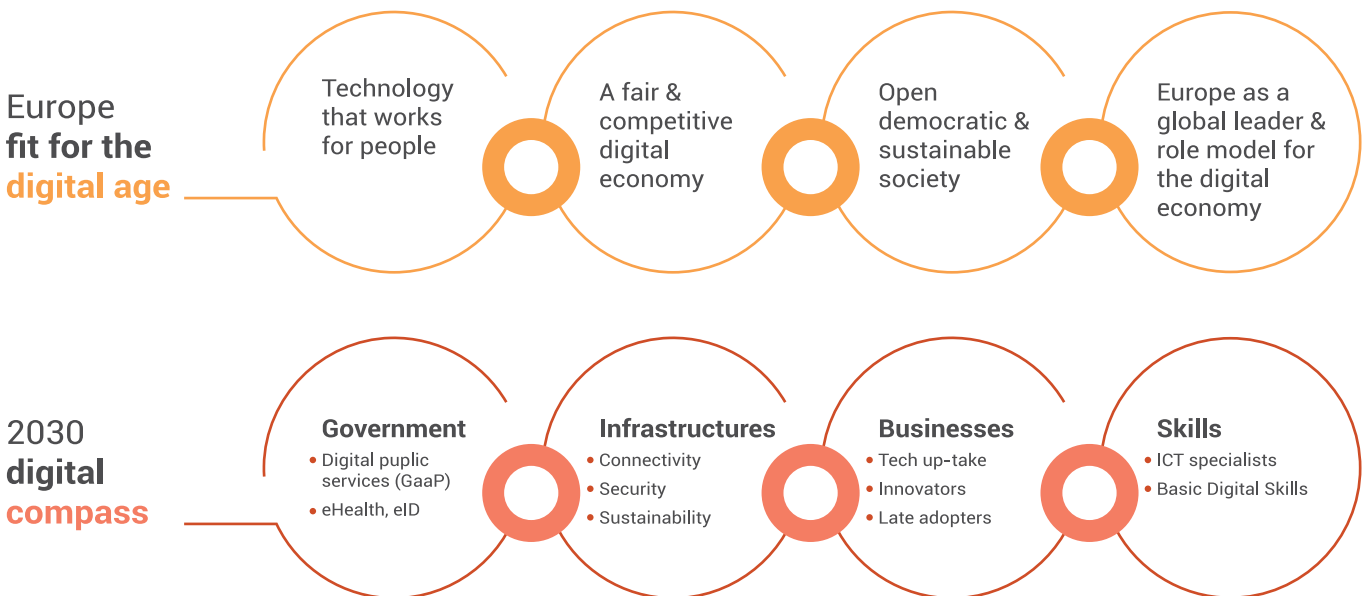 Europe
fit for the
digital age
Technology
that works
for people
A fair &
competitive
digital
economy
Open
democratic &
sustainable
society
Europe as a
global leader &
role model for
the digital
economy
2030
digital
compass
Government
• Digital puplic
services (GaaP)
• eHealth, eID
Infrastructures
• Connectivity
• Security
• Sustainability
Businesses
• Tech up-take
• Innovators
• Late adopters
Skills
• ICT specialists
• Basic Digital Skills